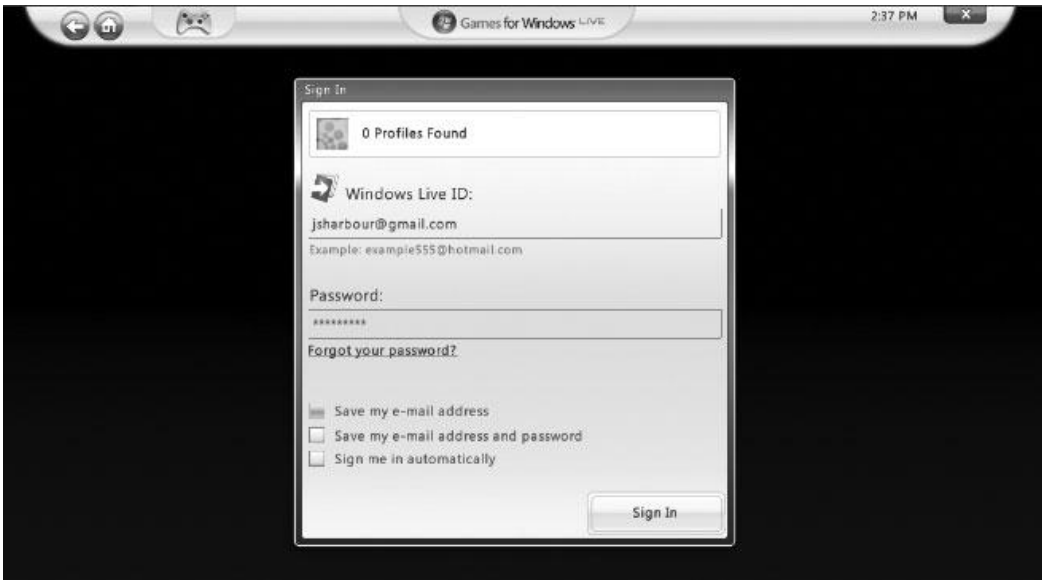 Games for Windows LIVE
2:37 PM
X
Sign In
0 Profiles Found
Windows Live ID:
jsharbour@gmail.com
Example: example555@hotmail.com
Password:
*********
Forgot your password?
Save my e-mail address
Save my e-mail address and password
Sign me in automatically
Sign In